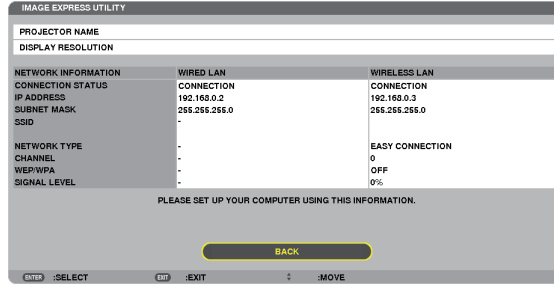 IMAGE EXPRESS UTILITY
PROJECTOR NAME
DISPLAY RESOLUTION
NETWORK INFORMATION WIRED LAN WIRELESS LAN
CONNECTION STATUS CONNECTION CONNECTION
IP ADDRESS 192.168.0.2 192.168.0.3
SUBNET MASK 255.255.255.0 255.255.255.0
SSID -
NETWORK TYPE - EASY CONNECTION
CHANNEL - 0
WEP/WPA - OFF
SIGNAL LEVEL - 0%
PLEASE SET UP YOUR COMPUTER USING THIS INFORMATION.
BACK
ENTER :SELECT EXIT :EXIT :MOVE